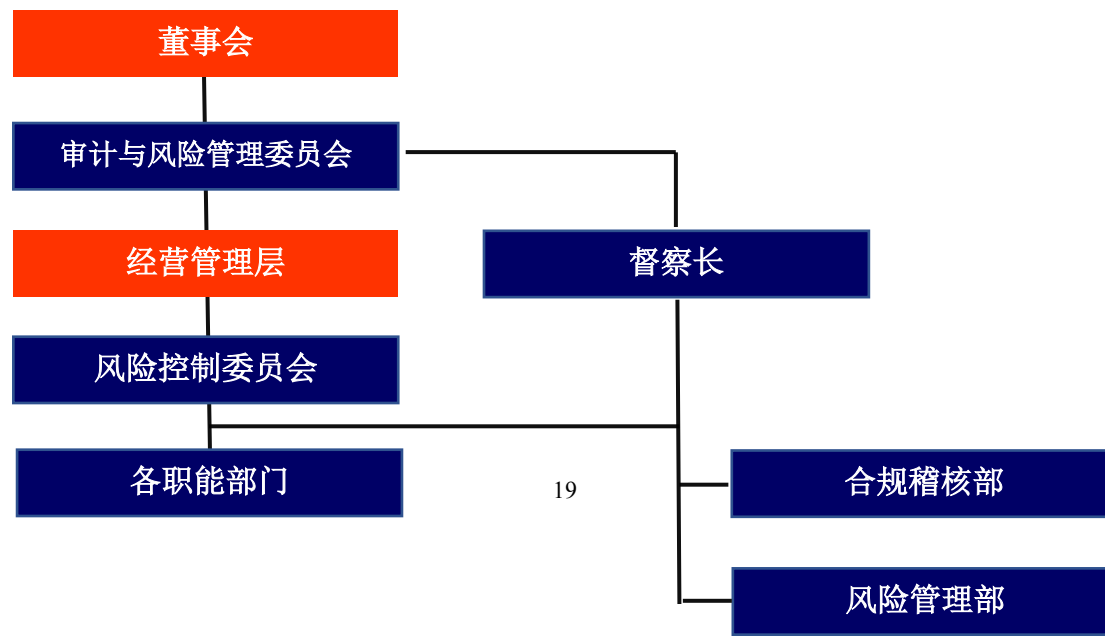 董事会
审计与风险管理委员会
经营管理层
督察长
风险控制委员会
各职能部门
19
合规稽核部
风险管理部